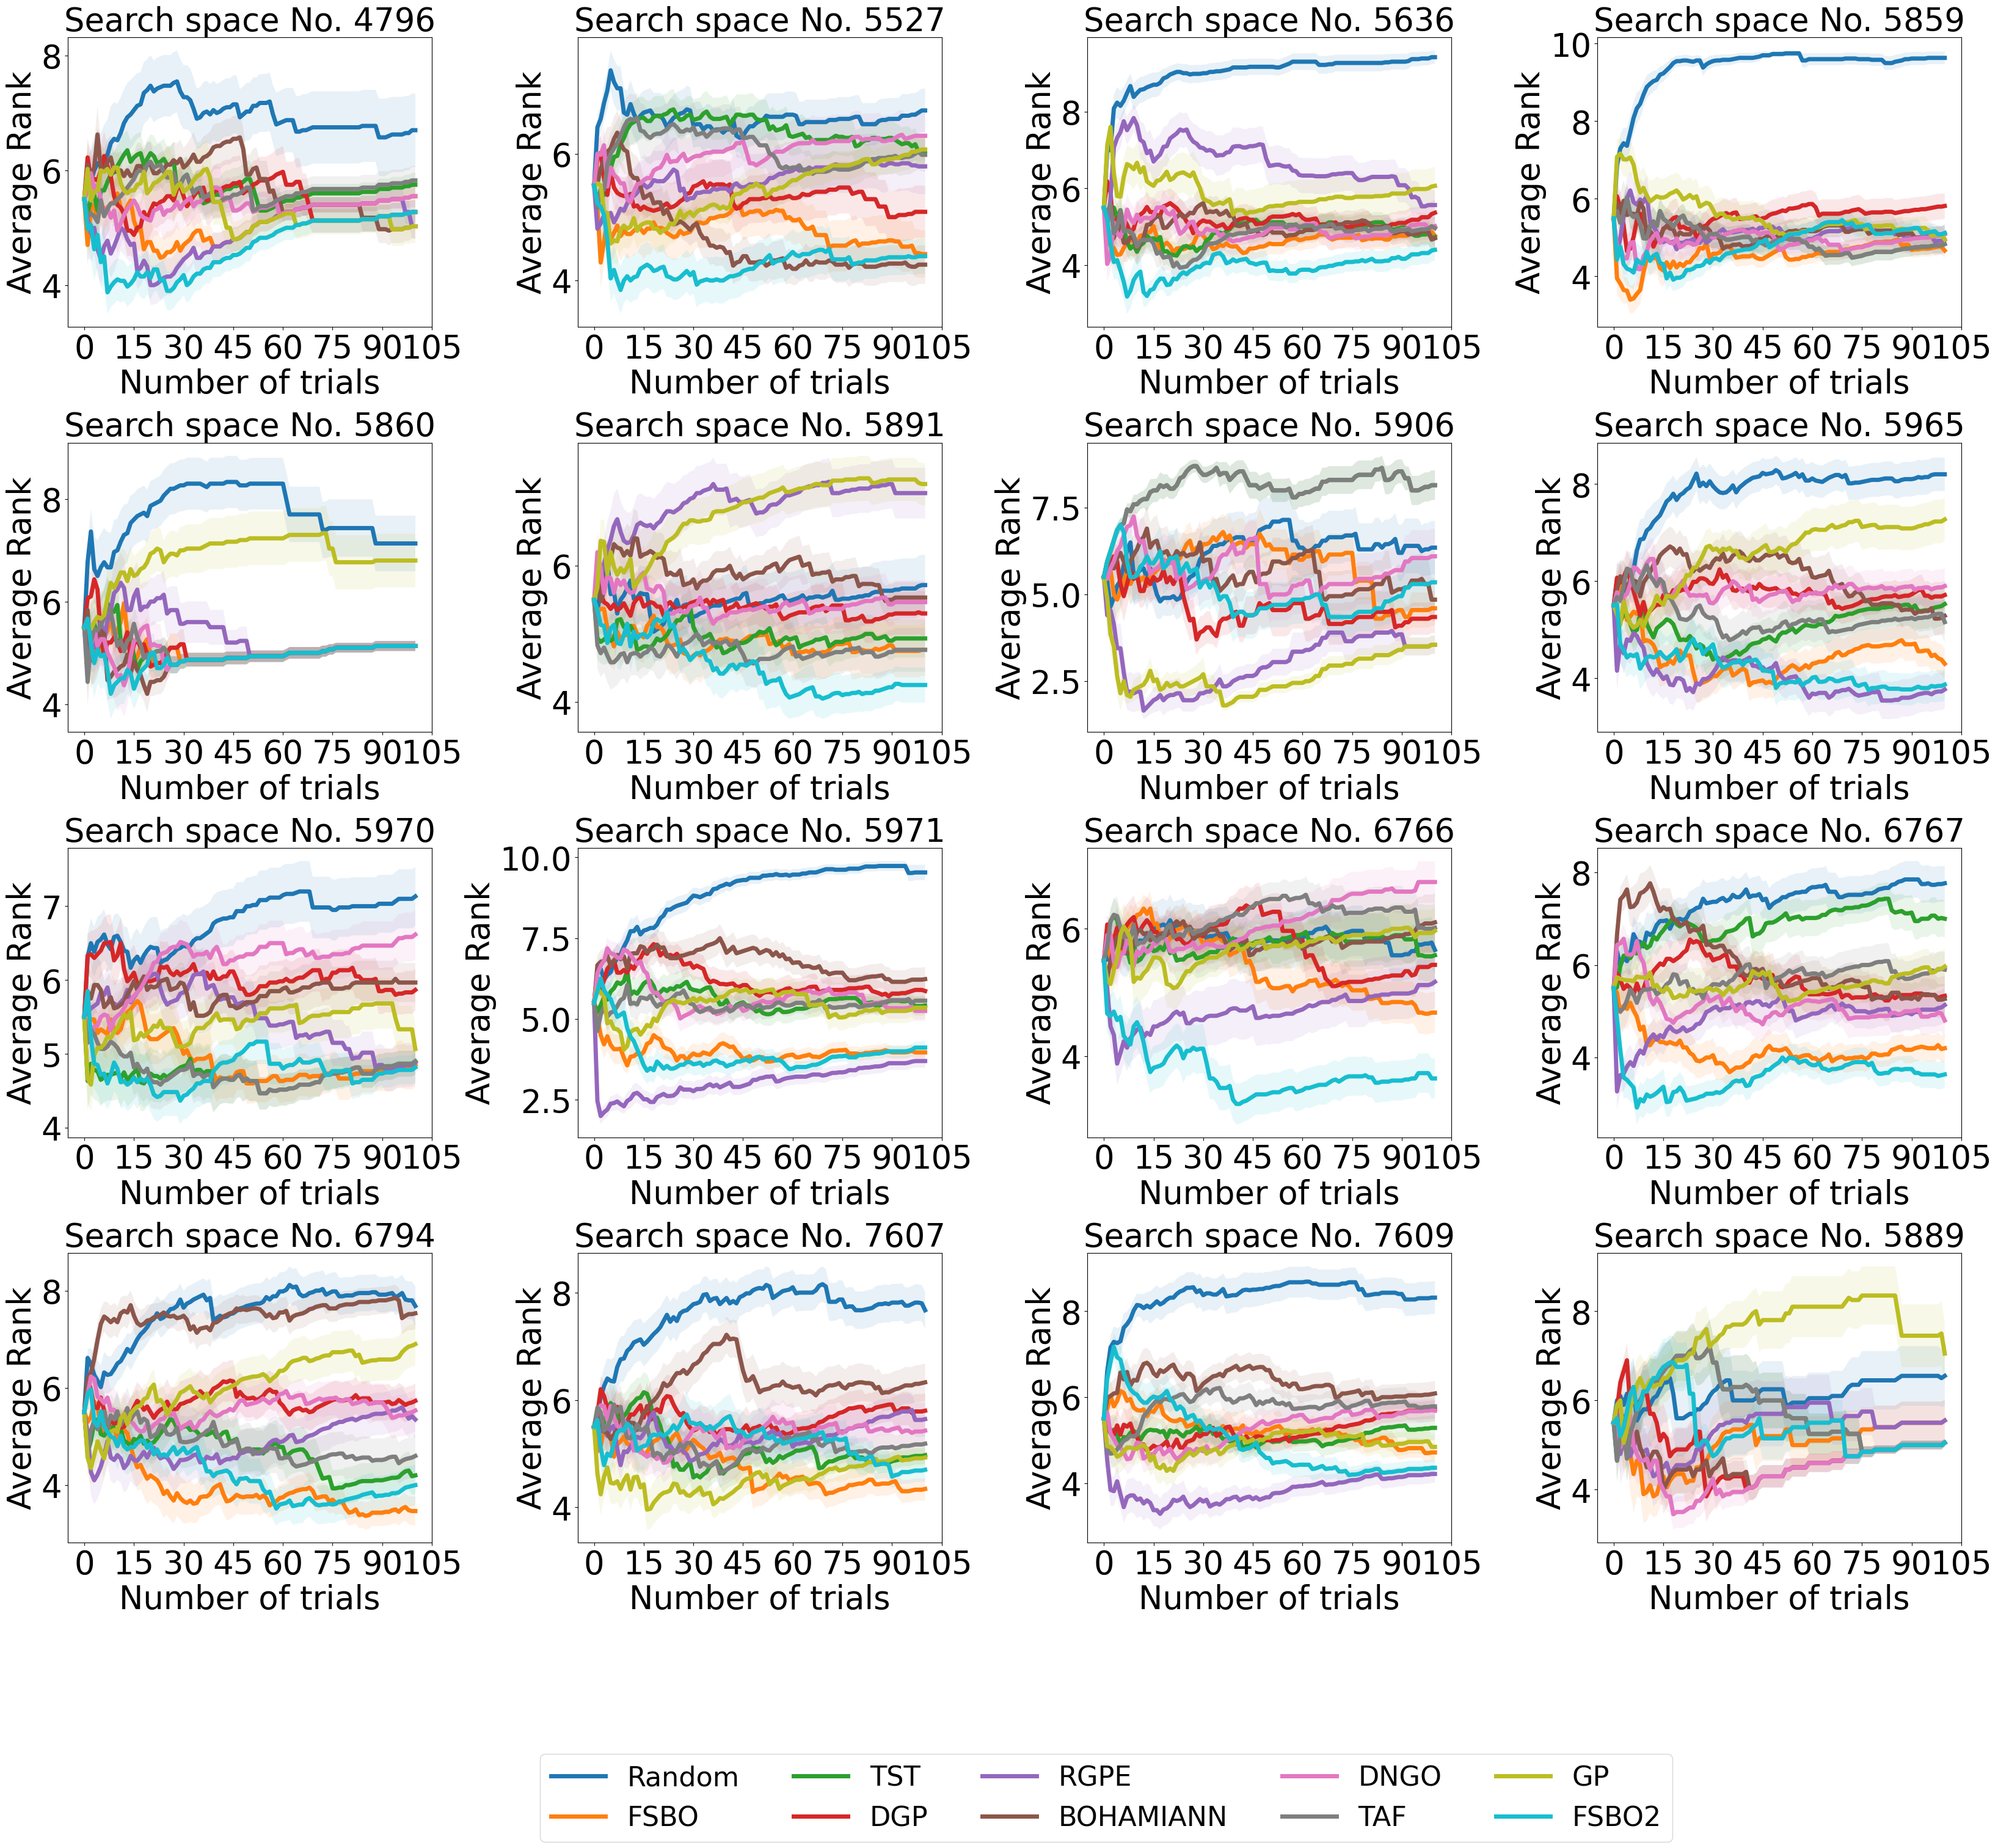 Search space No. 4796
8
6
4
Average Rank
0 15 30 45 60 75 90105
Number of trials
Search space No. 5527
6
4
Average Rank
0 15 30 45 60 75 90105
Number of trials
Search space No. 5636
8
6
4
Average Rank
0 15 30 45 60 75 90105
Number of trials
Search space No. 5859
10
8
6
4
Average Rank
0 15 30 45 60 75 90105
Number of trials
Search space No. 5860
8
6
4
Average Rank
0 15 30 45 60 75 90105
Number of trials
Search space No. 5891
6
4
Average Rank
0 15 30 45 60 75 90105
Number of trials
Search space No. 5906
7.5
5.0
2.5
Average Rank
0 15 30 45 60 75 90105
Number of trials
Search space No. 5965
8
6
4
Average Rank
0 15 30 45 60 75 90105
Number of trials
Search space No. 5970
7
6
5
4
Average Rank
0 15 30 45 60 75 90105
Number of trials
Search space No. 5971
10.0
7.5
5.0
2.5
Average Rank
0 15 30 45 60 75 90105
Number of trials
Search space No. 6766
6
4
Average Rank
0 15 30 45 60 75 90105
Number of trials
Search space No. 6767
8
6
4
Average Rank
0 15 30 45 60 75 90105
Number of trials
Search space No. 6794
8
6
4
Average Rank
0 15 30 45 60 75 90105
Number of trials
Search space No. 7607
8
6
4
Average Rank
0 15 30 45 60 75 90105
Number of trials
Search space No. 7609
8
6
4
Average Rank
0 15 30 45 60 75 90105
Number of trials
Search space No. 5889
8
6
4
Average Rank
0 15 30 45 60 75 90105
Number of trials
Random TST RGPE DNGO GP
FSBO DGP BOHAMIANN TAF FSBO2